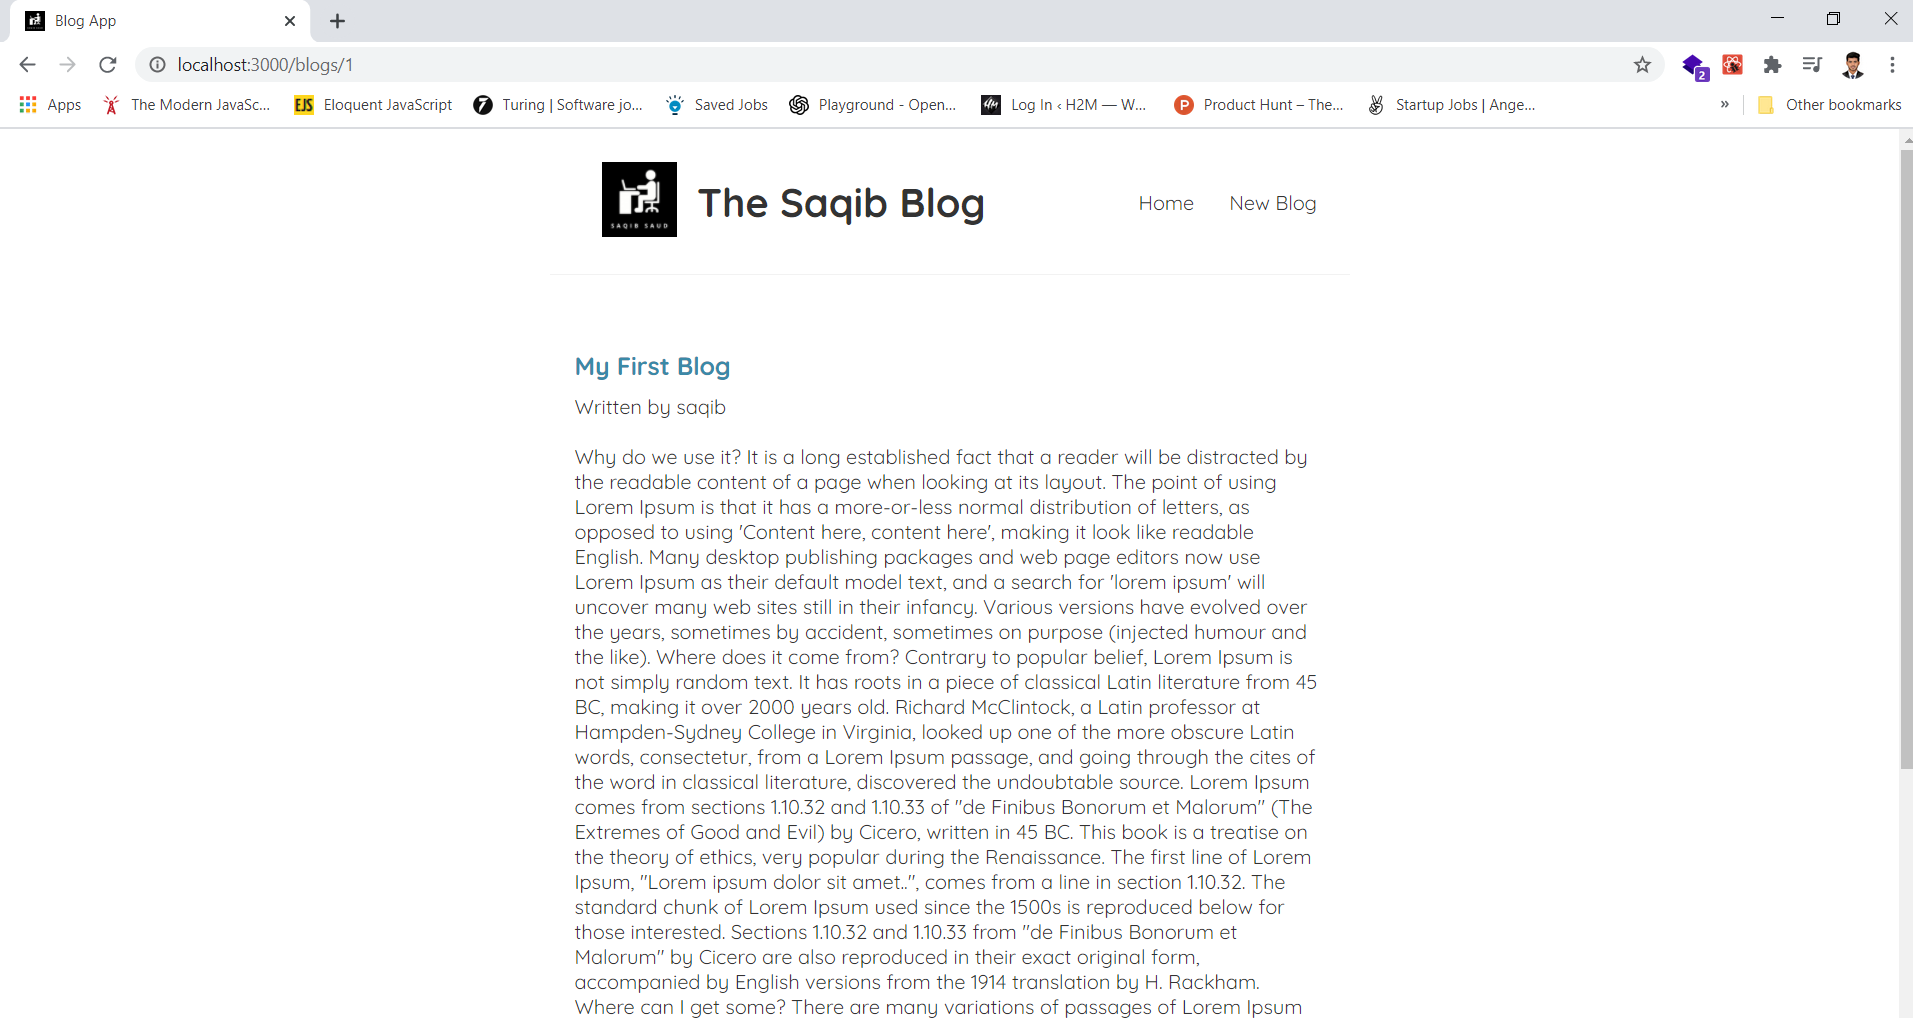 Blog App
localhost:3000/blogs/1
2
Apps
The Modern JavaSc...
EJS
Eloquent JavaScript
7
Turing | Software jo...
Saved Jobs
Playground - Open...
Log In ‹ H2M — W...
P
Product Hunt – The...
Startup Jobs | Ange...
»
Other bookmarks
SAQIB SAUD
The Saqib Blog
Home
New Blog
My First Blog
Written by saqib
Why do we use it? It is a long established fact that a reader will be distracted by
the readable content of a page when looking at its layout. The point of using
Lorem Ipsum is that it has a more-or-less normal distribution of letters, as
opposed to using 'Content here, content here', making it look like readable
English. Many desktop publishing packages and web page editors now use
Lorem Ipsum as their default model text, and a search for 'lorem ipsum' will
uncover many web sites still in their infancy. Various versions have evolved over
the years, sometimes by accident, sometimes on purpose (injected humour and
the like). Where does it come from? Contrary to popular belief, Lorem Ipsum is
not simply random text. It has roots in a piece of classical Latin literature from 45
BC, making it over 2000 years old. Richard McClintock, a Latin professor at
Hampden-Sydney College in Virginia, looked up one of the more obscure Latin
words, consectetur, from a Lorem Ipsum passage, and going through the cites of
the word in classical literature, discovered the undoubtable source. Lorem Ipsum
comes from sections 1.10.32 and 1.10.33 of "de Finibus Bonorum et Malorum" (The
Extremes of Good and Evil) by Cicero, written in 45 BC. This book is a treatise on
the theory of ethics, very popular during the Renaissance. The first line of Lorem
Ipsum, "Lorem ipsum dolor sit amet..", comes from a line in section 1.10.32. The
standard chunk of Lorem Ipsum used since the 1500s is reproduced below for
those interested. Sections 1.10.32 and 1.10.33 from "de Finibus Bonorum et
Malorum" by Cicero are also reproduced in their exact original form,
accompanied by English versions from the 1914 translation by H. Rackham.
Where can I get some? There are many variations of passages of Lorem Ipsum